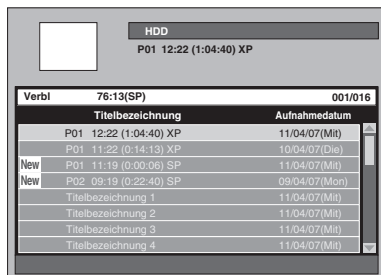 HDD
P01 12:22 (1:04:40) XP
Verbl 76:13(SP) 001/016
Titelbezeichnung Aufnahmedatum
P01 12:22 (1:04:40) XP 11/04/07(Mit)
P01 11:22 (0:14:13) XP 10/04/07(Die)
New P01 11:19 (0:00:06) SP 11/04/07(Mit)
New P02 09:19 (0:22:40) SP 09/04/07(Mon)
Titelbezeichnung 1 11/04/07(Mit)
Titelbezeichnung 2 11/04/07(Mit)
Titelbezeichnung 3 11/04/07(Mit)
Titelbezeichnung 4 11/04/07(Mit)